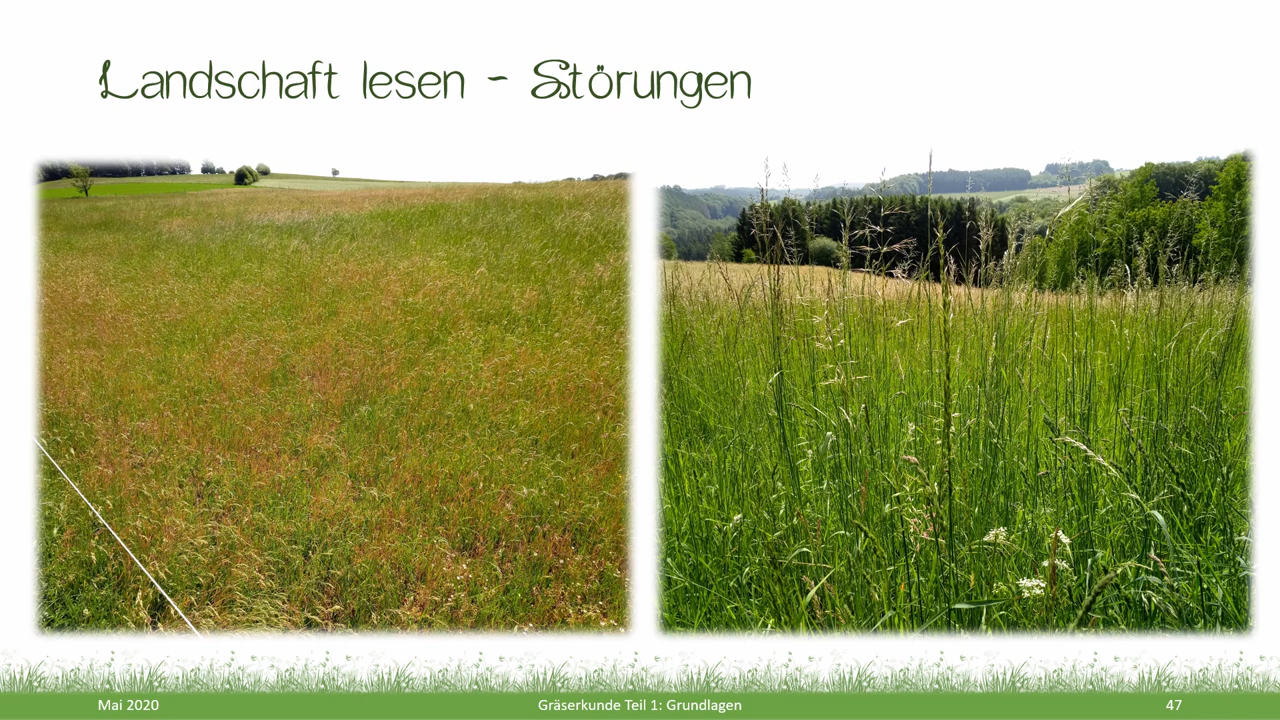 Landschaft lesen - Störungen
Mai 2020
Gräserkunde Teil 1: Grundlagen
47